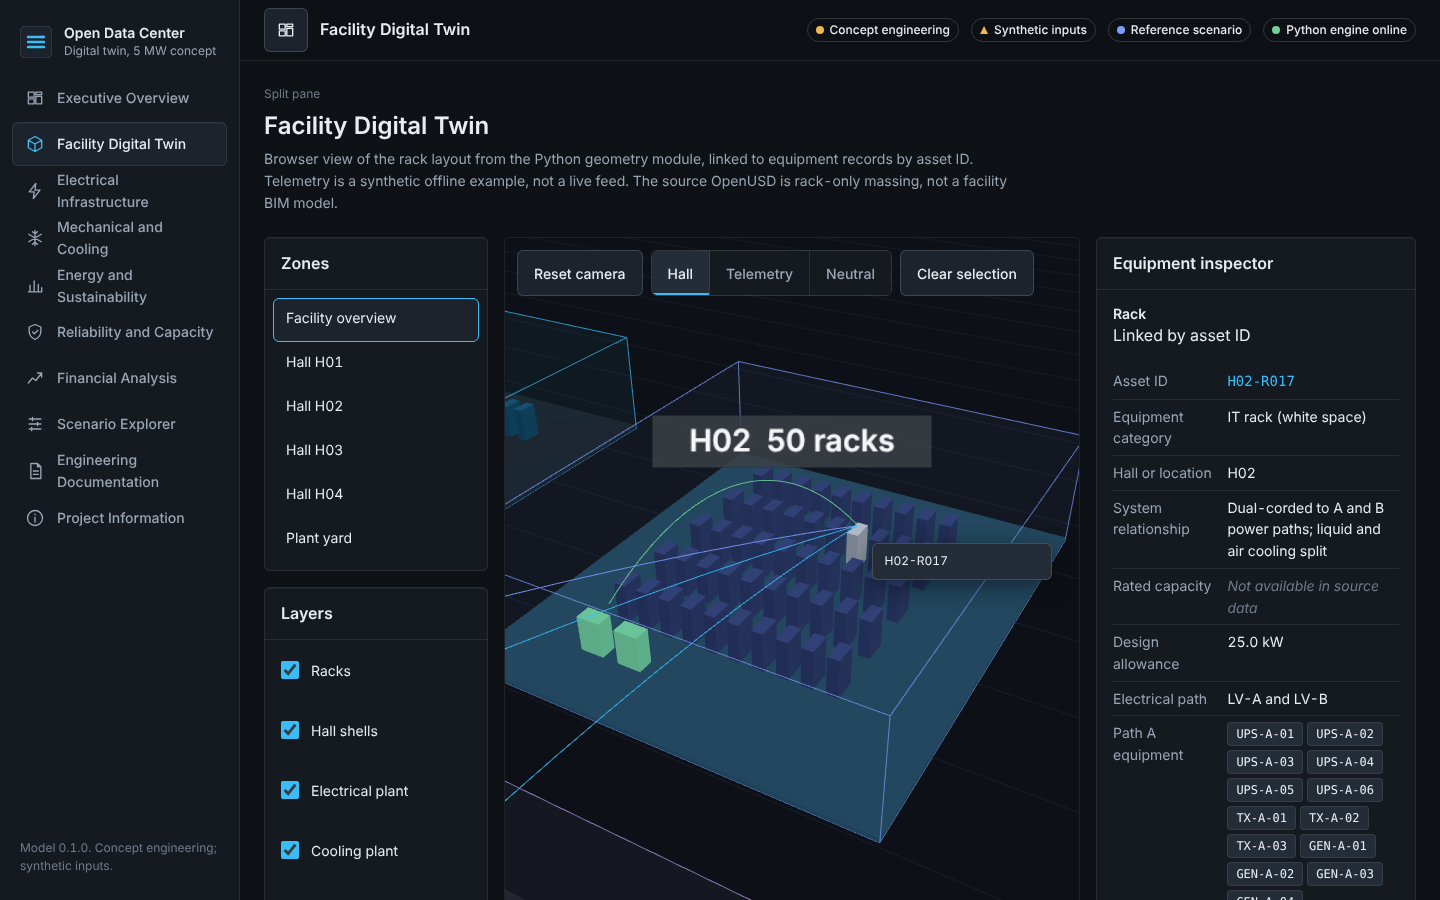 Open Data Center
Digital twin, 5 MW concept
Executive Overview
Facility Digital Twin
Electrical
Infrastructure
Mechanical and
Cooling
Energy and
Sustainability
Reliability and Capacity
Financial Analysis
Scenario Explorer
Engineering
Documentation
Project Information
Model 0.1.0. Concept engineering;
synthetic inputs.
Facility Digital Twin
Concept engineering
Synthetic inputs
Reference scenario
Python engine online
Split pane
Facility Digital Twin
Browser view of the rack layout from the Python geometry module, linked to equipment records by asset ID.
Telemetry is a synthetic offline example, not a live feed. The source OpenUSD is rack-only massing, not a facility
BIM model.
Zones
Facility overview
Hall H01
Hall H02
Hall H03
Hall H04
Plant yard
Layers
Racks
Hall shells
Electrical plant
Cooling plant
Reset camera
Hall
Telemetry
Neutral
Clear selection
H02 50 racks
H02-R017
Equipment inspector
Rack
Linked by asset ID
Asset ID
H02-R017
Equipment
category
IT rack (white space)
Hall or location
H02
System
relationship
Dual-corded to A and B
power paths; liquid and
air cooling split
Rated capacity
Not available in source
data
Design
allowance
25.0 kW
Electrical path
LV-A and LV-B
Path A
equipment
UPS-A-01 UPS-A-02
UPS-A-03 UPS-A-04
UPS-A-05 UPS-A-06
TX-A-01 TX-A-02
TX-A-03 GEN-A-01
GEN-A-02 GEN-A-03